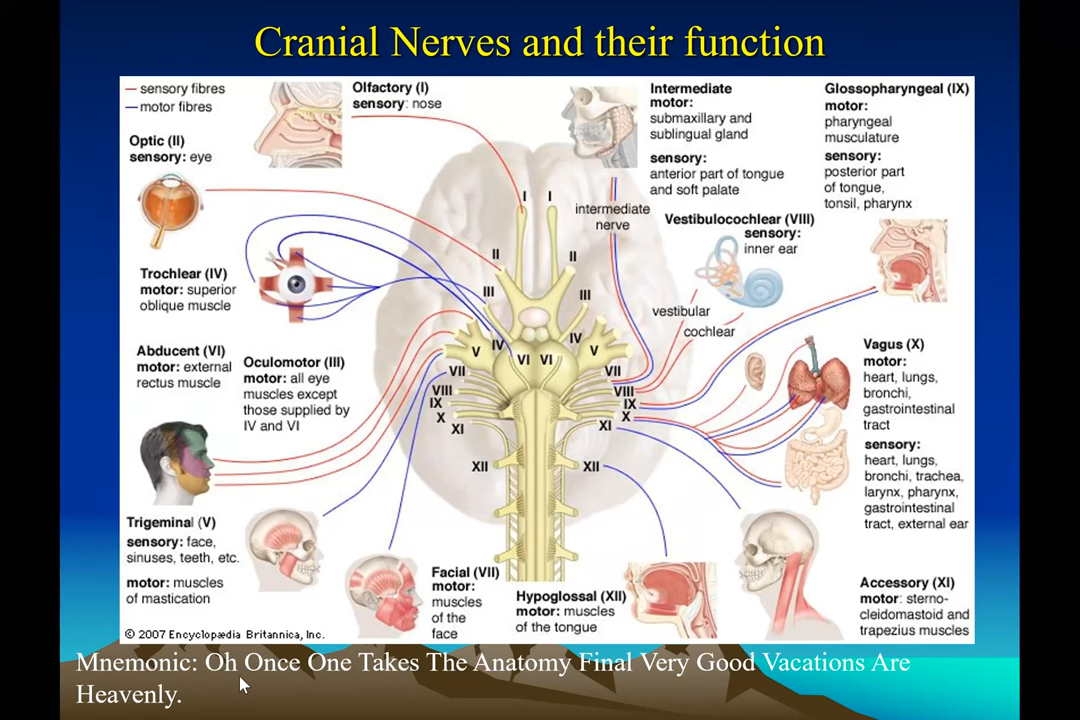 Cranial Nerves and their function
sensory fibres
motor fibres
Olfactory (I)
sensory: nose
Optic (II)
sensory: eye
Trochlear (IV)
motor: superior
oblique muscle
Abducent (VI)
motor: external
rectus muscle
Oculomotor (III)
motor: all eye
muscles except
those supplied by
IV and VI
Trigeminal (V)
sensory: face,
sinuses, teeth, etc.
motor: muscles
of mastication
Facial (VII)
motor:
muscles
of the
face
Hypoglossal (XII)
motor: muscles
of the tongue
Intermediate
motor:
submaxillary and
sublingual gland
sensory:
anterior part of tongue
and soft palate
intermediate
nerve
Glossopharyngeal (IX)
motor:
pharyngeal
musculature
sensory:
posterior part
of tongue,
tonsil, pharynx
Vestibulocochlear (VIII)
sensory:
inner ear
vestibular
cochlear
Vagus (X)
motor:
heart, lungs,
bronchi,
gastrointestinal
tract
sensory:
heart, lungs,
bronchi, trachea,
larynx, pharynx,
gastrointestinal
tract, external ear
Accessory (XI)
motor: sterno-
cleidomastoid and
trapezius muscles
I I
II II
III III
IV IV
V VI VI V
VII VII
VIII VIII
IX IX
X X
XI XI
XII XII
© 2007 Encyclopædia Britannica, Inc.
Mnemonic: Oh Once One Takes The Anatomy Final Very Good Vacations Are
Heavenly.